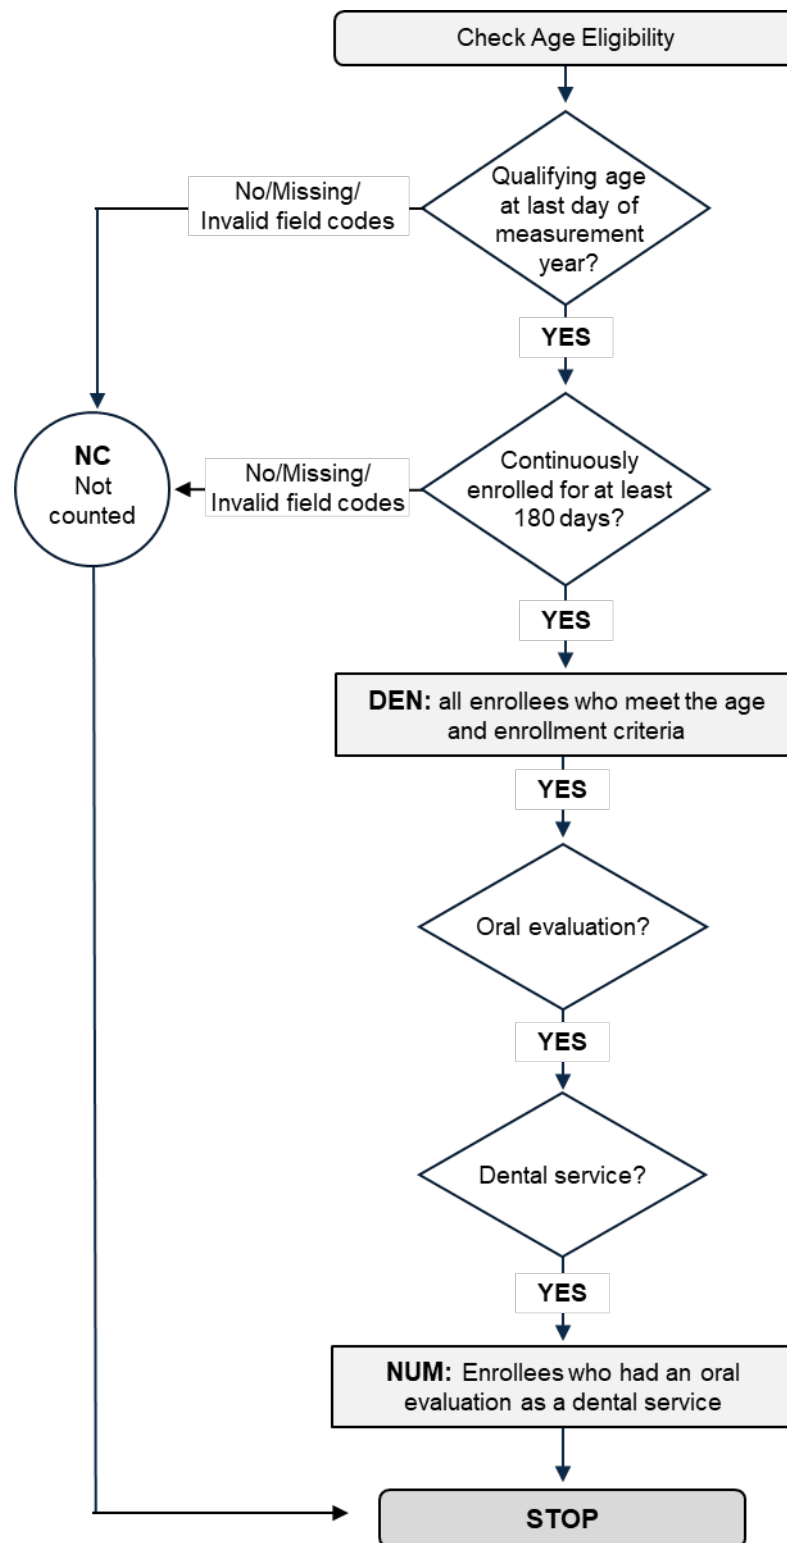 Check Age Eligibility
Qualifying age
at last day of
measurement
year?
No/Missing/
Invalid field codes
YES
NC
Not
counted
No/Missing/
Invalid field codes
Continuously
enrolled for at least
180 days?
YES
DEN: all enrollees who meet the age
and enrollment criteria
YES
Oral evaluation?
YES
Dental service?
YES
NUM: Enrollees who had an oral
evaluation as a dental service
STOP